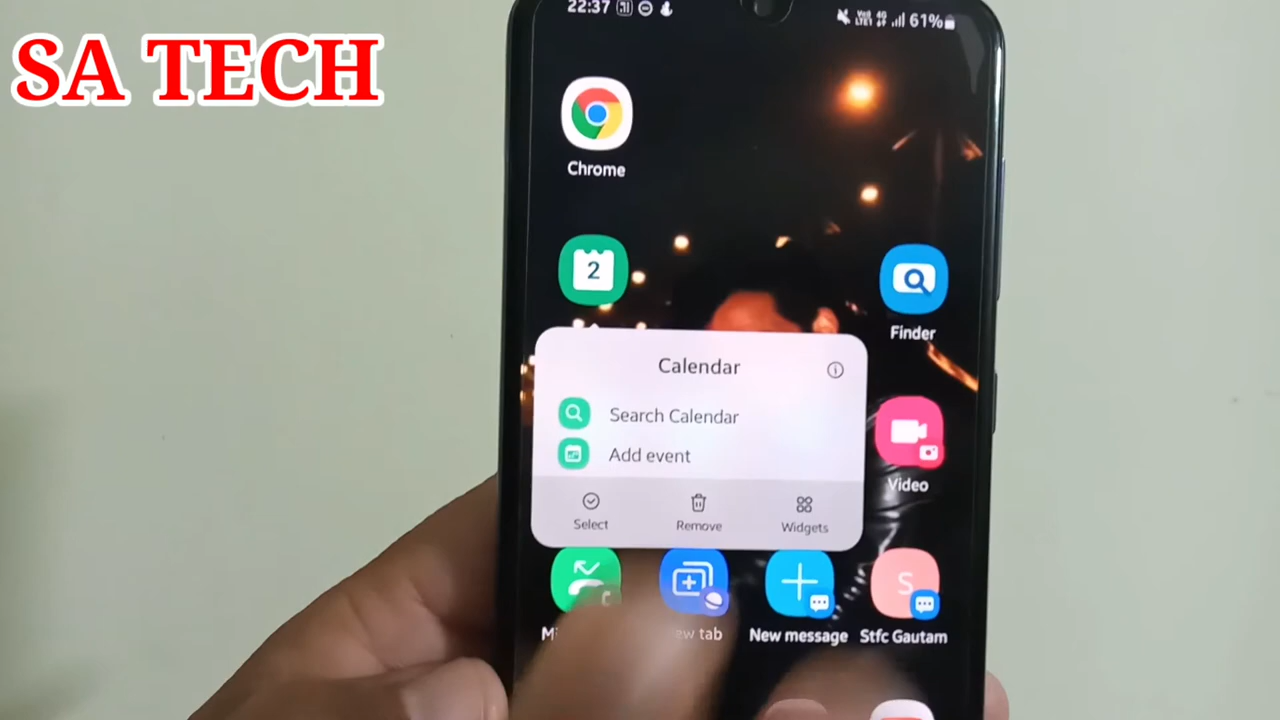 SA TECH
22:37
61%
Chrome
2
Finder
Calendar
Search Calendar
Add event
Video
Select
Remove
Widgets
S
New message
Stfc Gautam
tab